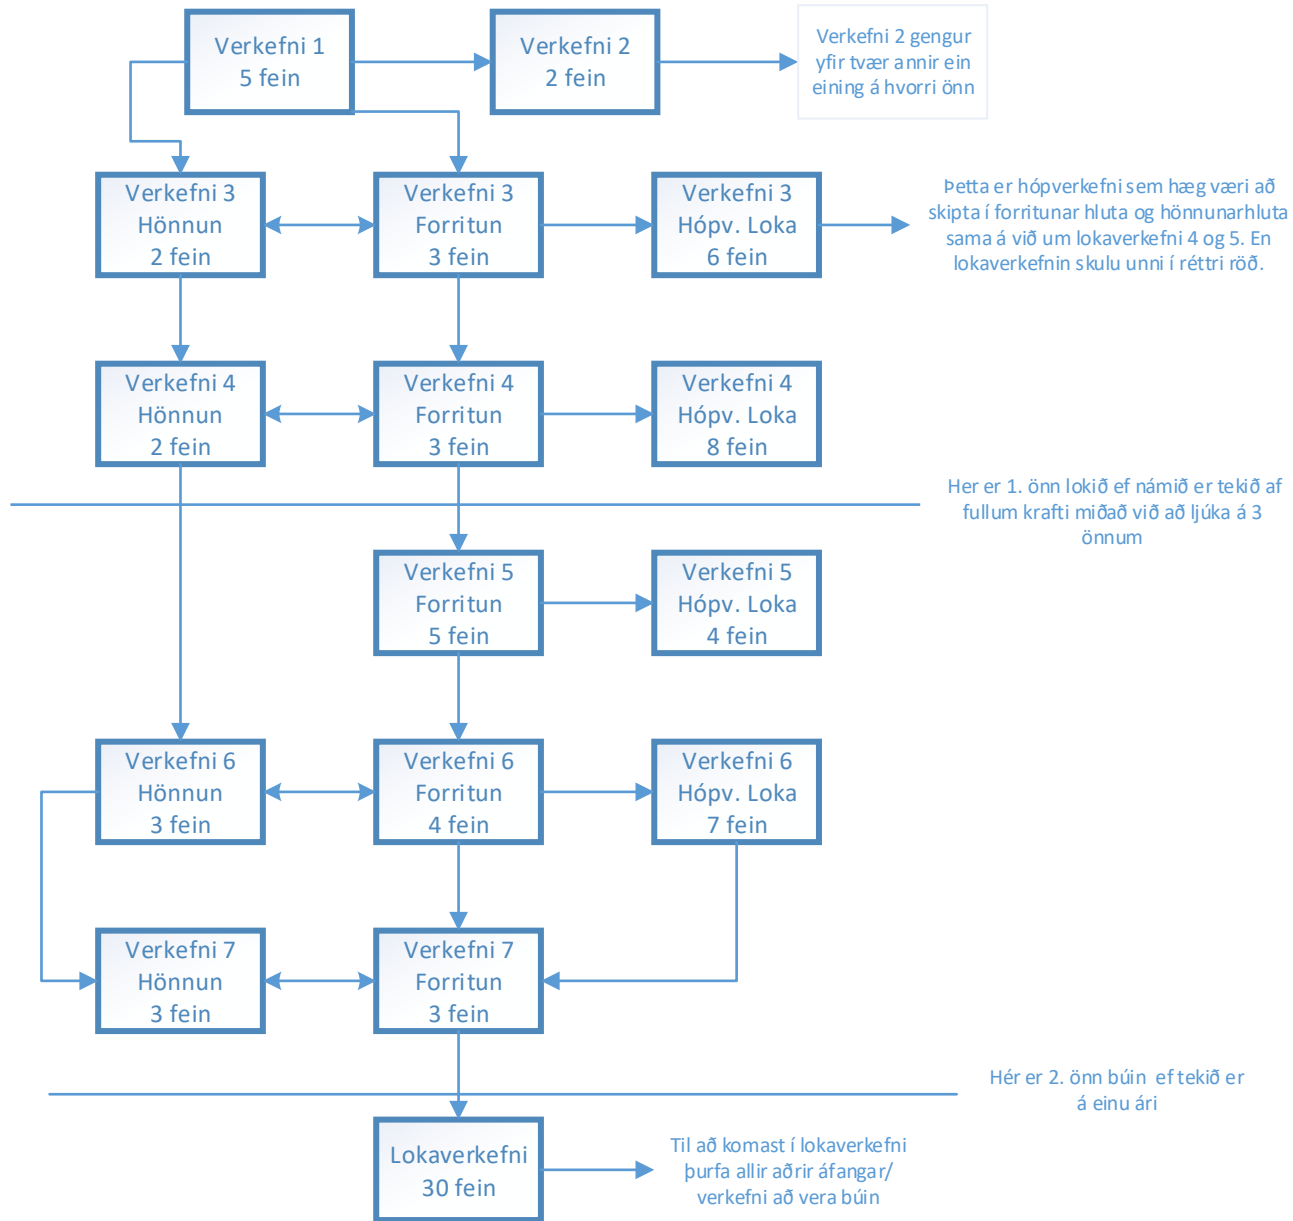 Verkefni 1
5 fein
Verkefni 2
2 fein
Verkefni 2 gengur
yfir tvær annir ein
eining á hvorri önn
Verkefni 3
Hönnun
2 fein
Verkefni 3
Forritun
3 fein
Verkefni 3
Hópv. Loka
6 fein
Þetta er hópverkefni sem hæg væri að
skipta í forritunar hluta og hönnunarhluta
sama á við um lokaverkefni 4 og 5. En
lokaverkefnin skulu unni í réttri röð.
Verkefni 4
Hönnun
2 fein
Verkefni 4
Forritun
3 fein
Verkefni 4
Hópv. Loka
8 fein
Her er 1. önn lokið ef námið er tekið af
fullum krafti miðað við að ljúka á 3
önnum
Verkefni 5
Forritun
5 fein
Verkefni 5
Hópv. Loka
4 fein
Verkefni 6
Hönnun
3 fein
Verkefni 6
Forritun
4 fein
Verkefni 6
Hópv. Loka
7 fein
Verkefni 7
Hönnun
3 fein
Verkefni 7
Forritun
3 fein
Hér er 2. önn búin ef tekið er
á einu ári
Lokaverkefni
30 fein
Til að komast í lokaverkefni
þurfa allir aðrir áfangar/
verkefni að vera búin